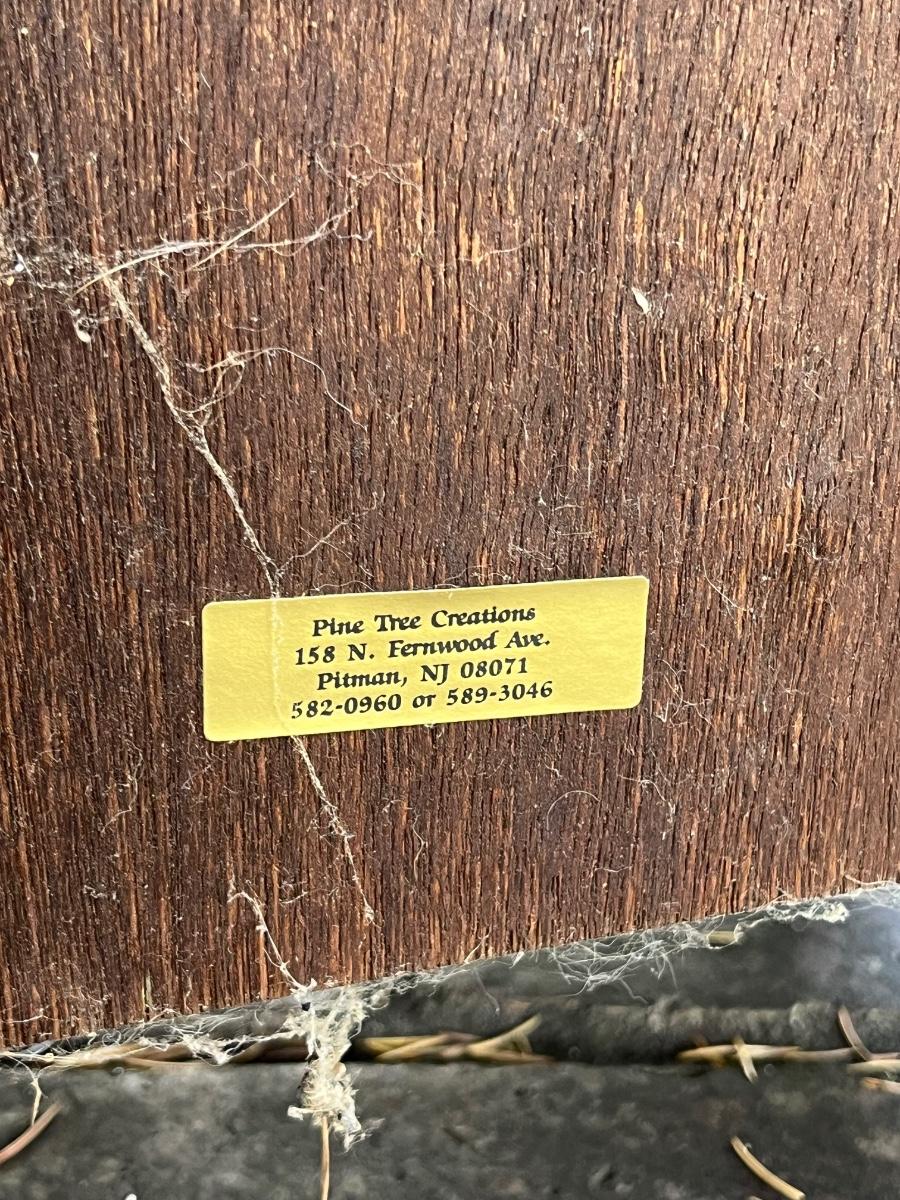 Pine Tree Creations
158 N. Fernwood Ave.
Pitman, NJ 08071
582-0960 or 589-3046